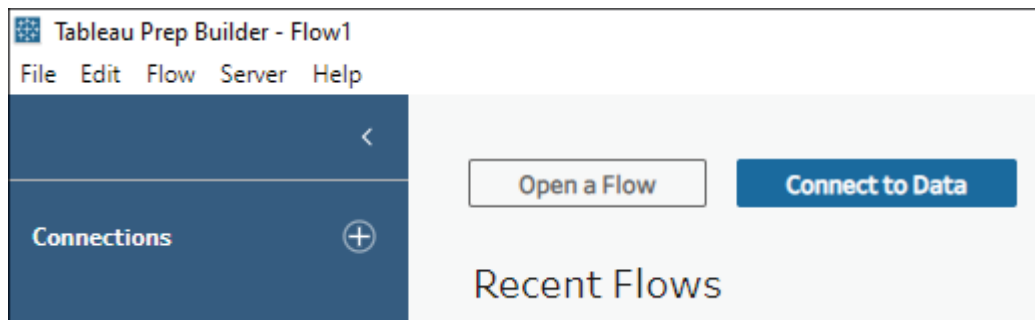 Tableau Prep Builder - Flow1
File Edit Flow Server Help
Open a Flow Connect to Data
Connections
Recent Flows